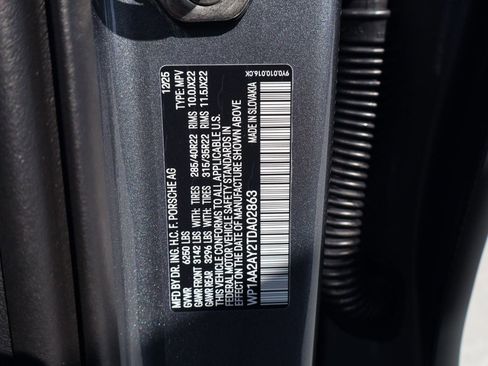 MFD BY DR. ING. H.C. F. PORSCHE AG 12/25
GVWR 6260 LBS TYPE: MPV
GAWR FRONT 3142 LBS WITH: TIRES 285/40R22 RIMS 10.0JX22
GAWR REAR 3290 LBS WITH: TIRES 315/35R22 RIMS 11.5JX22
THIS VEHICLE CONFORMS TO ALL APPLICABLE U.S.
FEDERAL MOTOR VEHICLE SAFETY STANDARDS IN
EFFECT ON THE DATE OF MANUFACTURE SHOWN ABOVE
WP1AA2AY2TDA02863 MADE IN SLOVAKIA
9Y0.010.016.CK